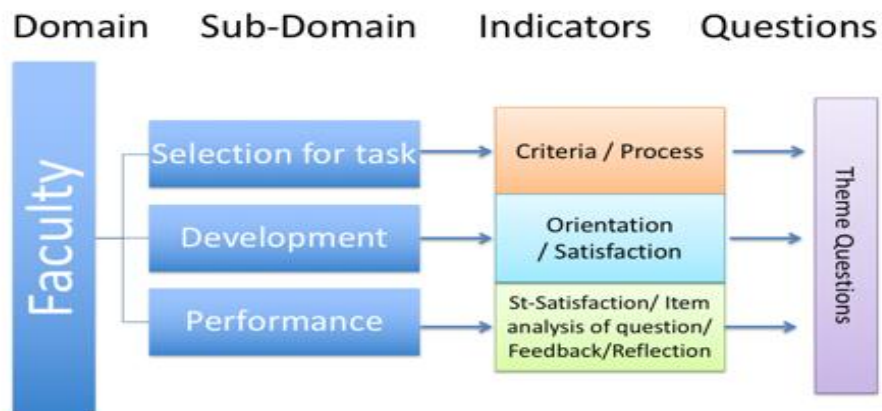 Domain Sub-Domain Indicators Questions
Faculty
Selection for task
Criteria / Process
Development
Orientation
/ Satisfaction
Performance
St-Satisfaction/ Item
analysis of question/
Feedback/Reflection
Theme Questions